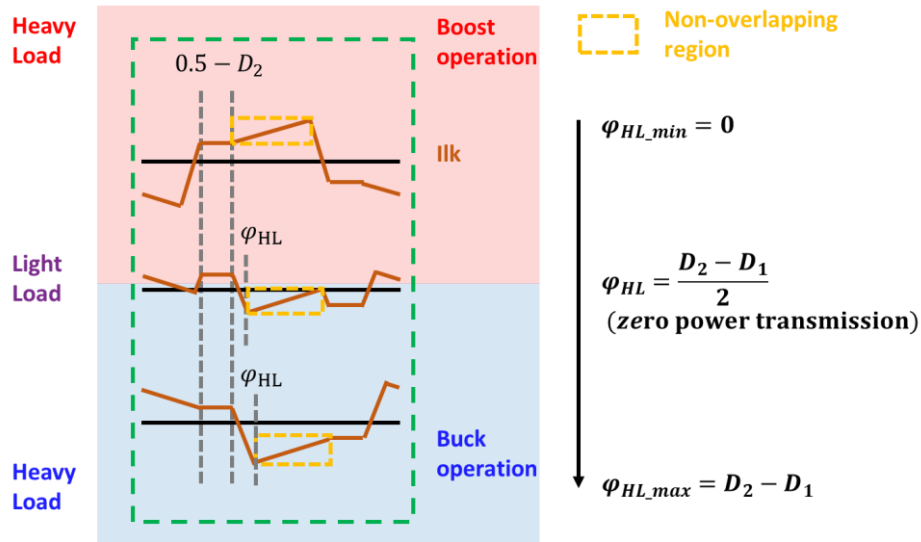 Heavy
Load
Boost
operation
Non-overlapping
region
0.5 − D₂
φ_HL_min = 0
Ilk
φ_HL
Light
Load
φ_HL = (D₂ − D₁)/2
(zero power transmission)
φ_HL
Buck
operation
Heavy
Load
φ_HL_max = D₂ − D₁